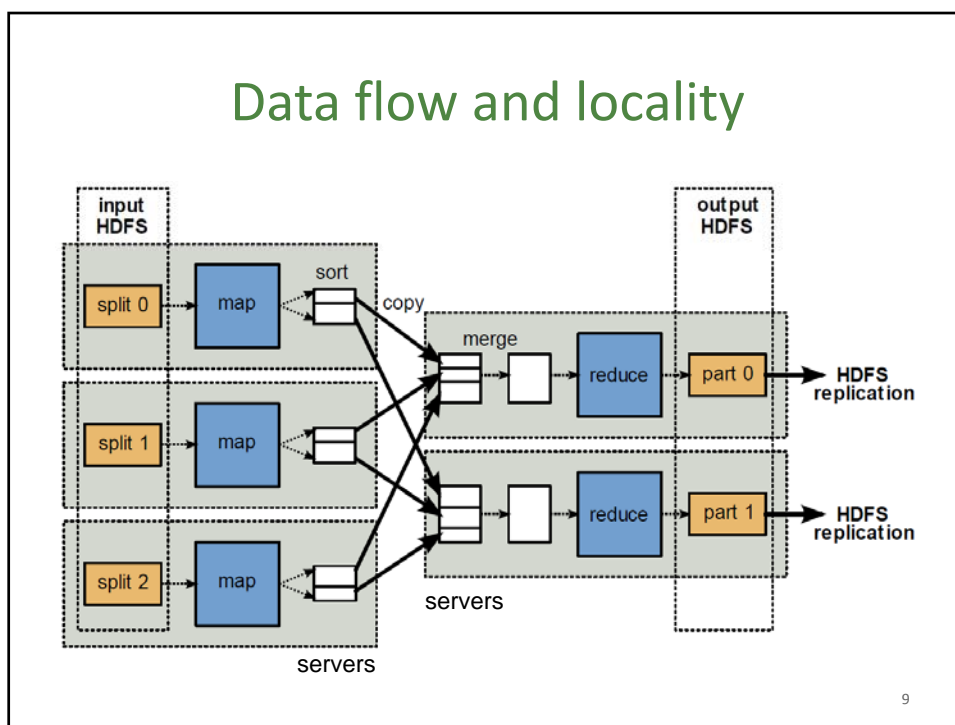 Data flow and locality
input
HDFS
output
HDFS
sort
split 0
map
copy
merge
reduce
part 0
HDFS
replication
split 1
map
reduce
part 1
HDFS
replication
split 2
map
servers
servers
9